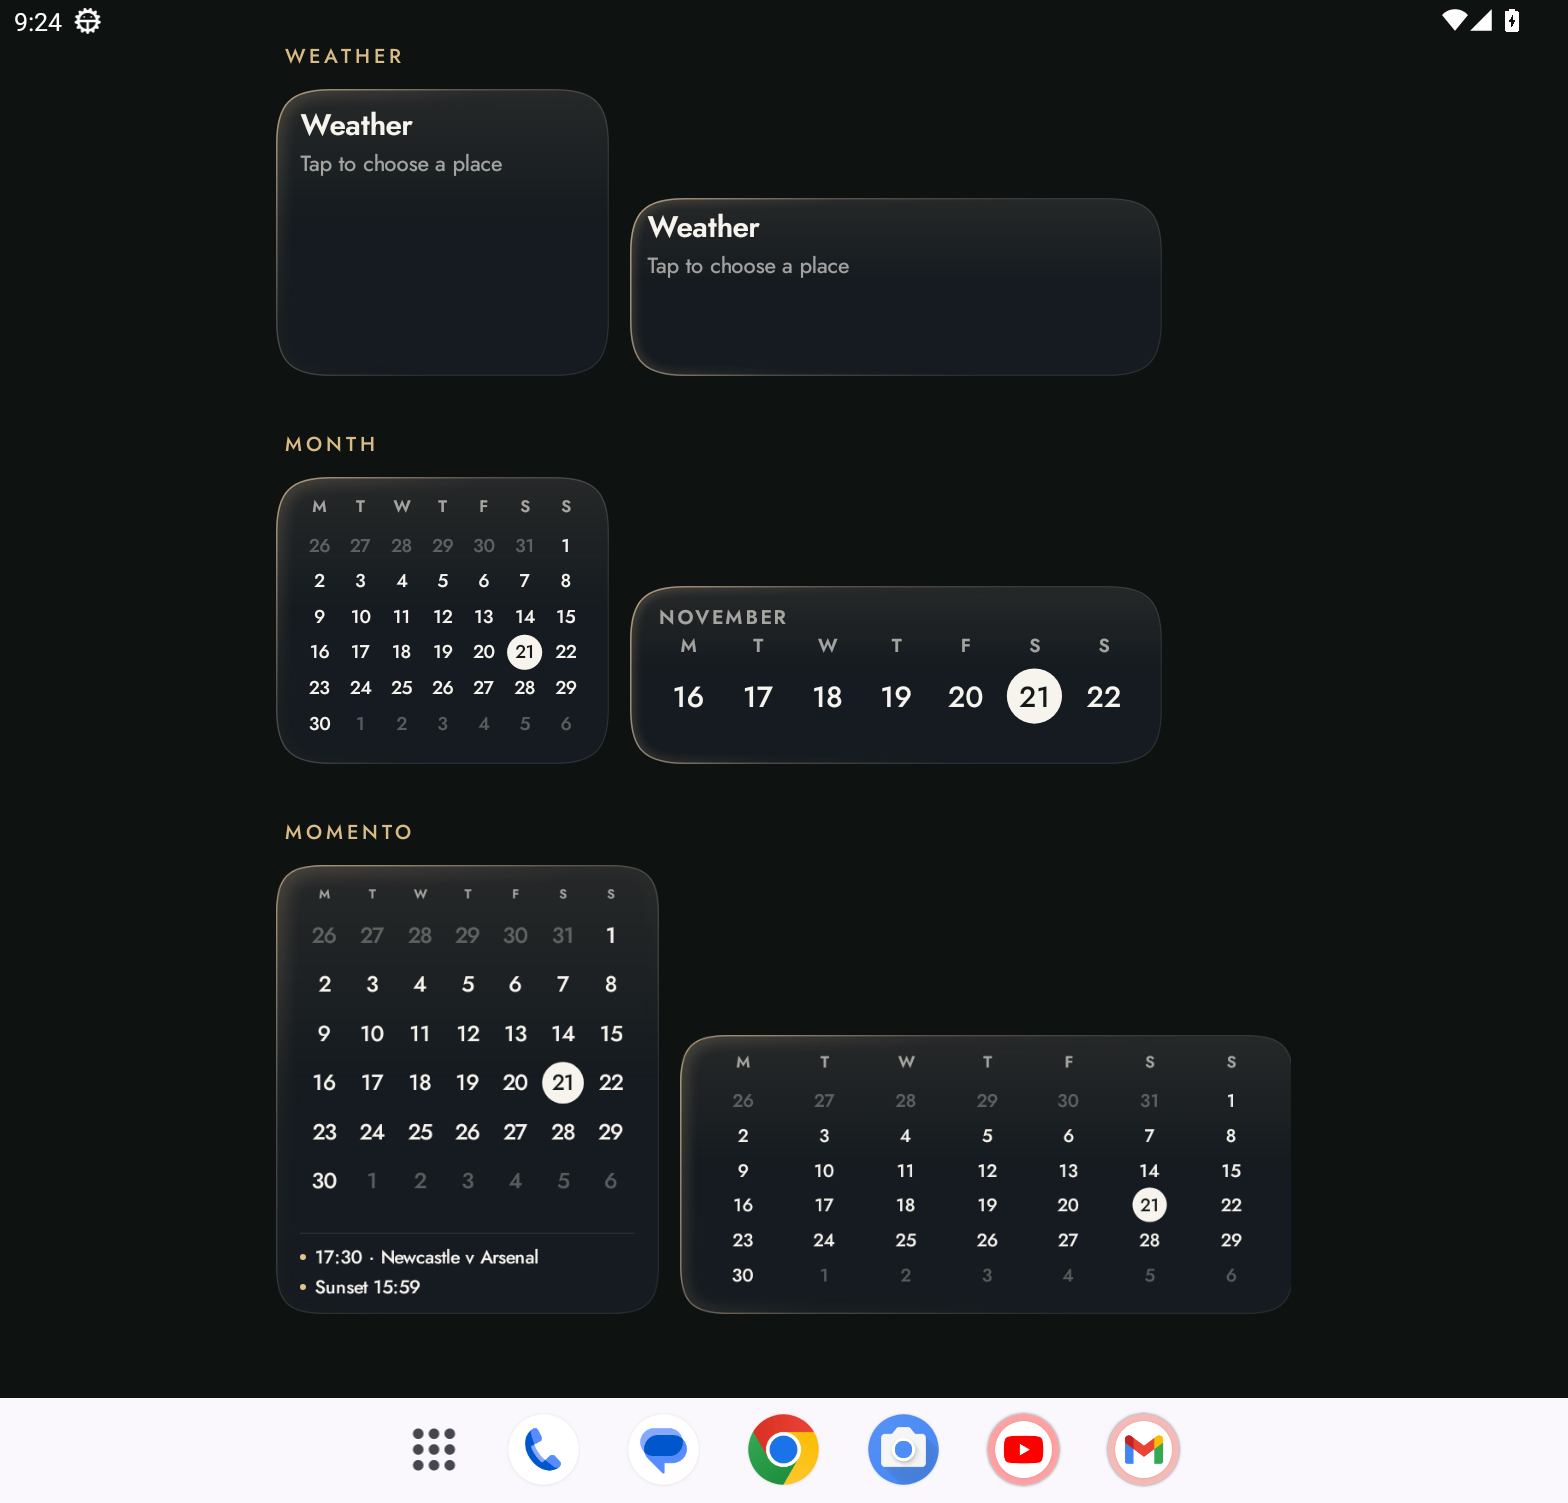 9:24
WEATHER
Weather
Tap to choose a place
Weather
Tap to choose a place
MONTH
M T W T F S S
26 27 28 29 30 31 1
2 3 4 5 6 7 8
9 10 11 12 13 14 15
16 17 18 19 20 21 22
23 24 25 26 27 28 29
30 1 2 3 4 5 6
NOVEMBER
M T W T F S S
16 17 18 19 20 21 22
MOMENTO
M T W T F S S
26 27 28 29 30 31 1
2 3 4 5 6 7 8
9 10 11 12 13 14 15
16 17 18 19 20 21 22
23 24 25 26 27 28 29
30 1 2 3 4 5 6
17:30 · Newcastle v Arsenal
Sunset 15:59
M T W T F S S
26 27 28 29 30 31 1
2 3 4 5 6 7 8
9 10 11 12 13 14 15
16 17 18 19 20 21 22
23 24 25 26 27 28 29
30 1 2 3 4 5 6